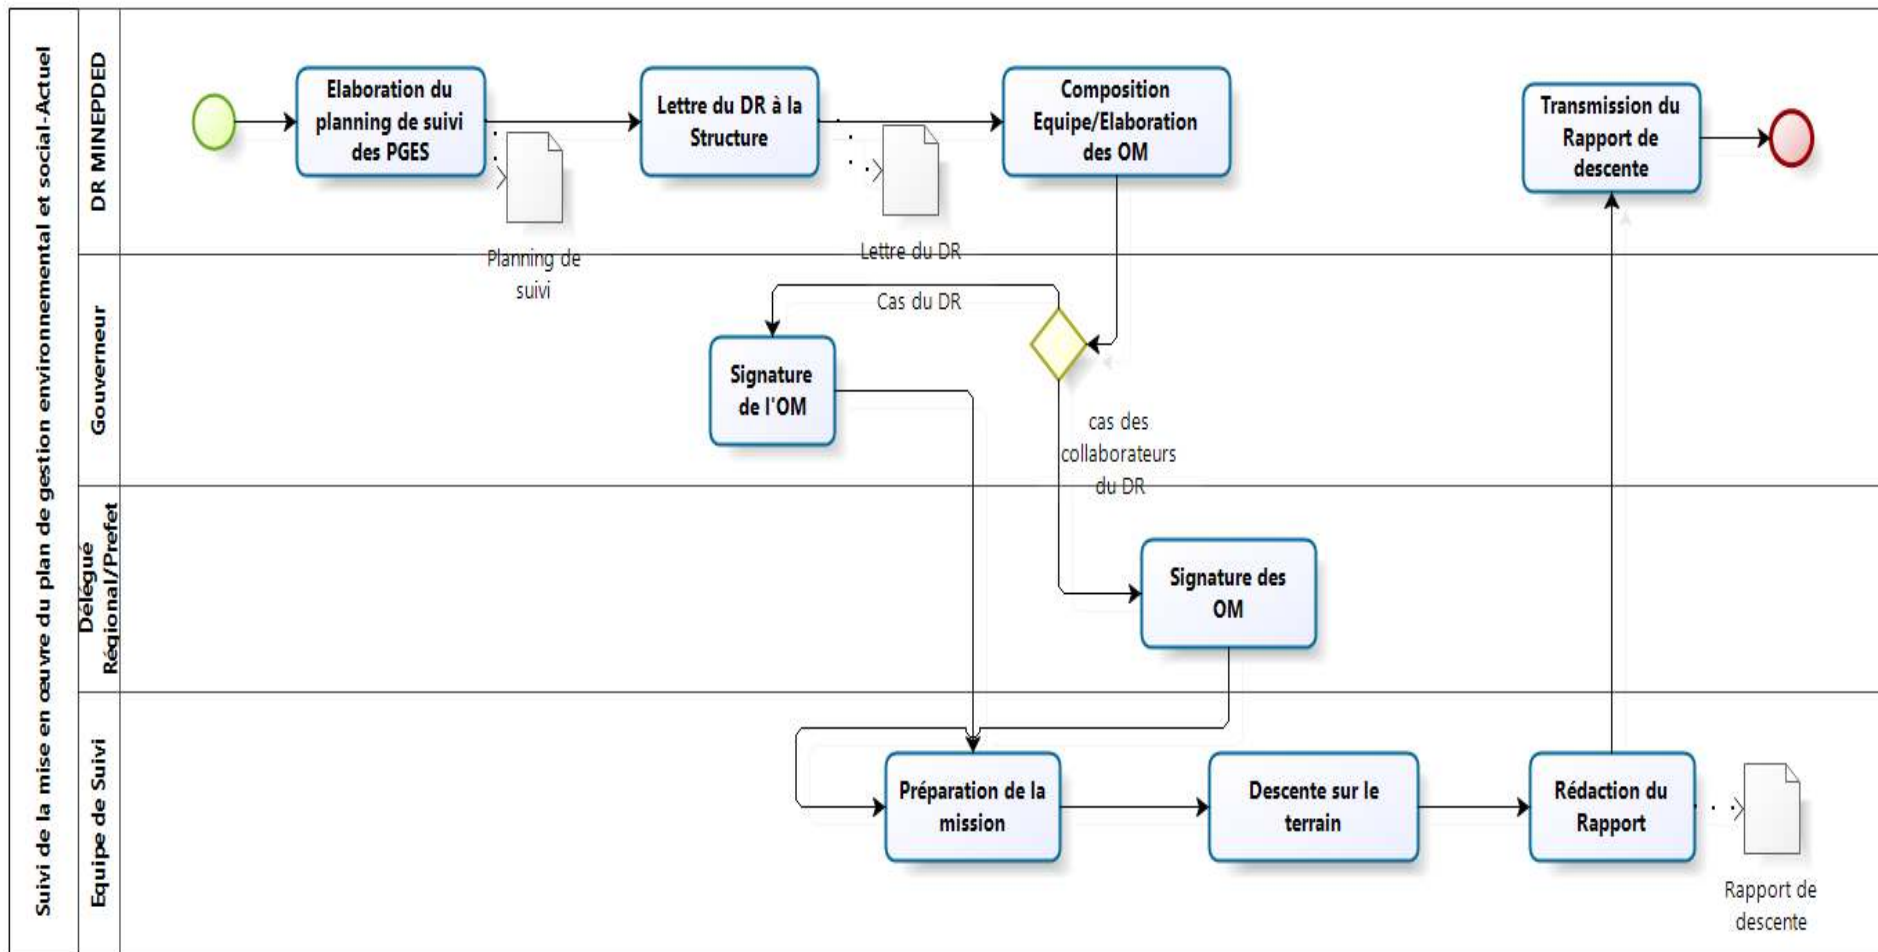 Suivi de la mise en œuvre du plan de gestion environnemental et social-Actuel
DR MINEPDED
Elaboration du
planning de suivi
des PGES
Planning de
suivi
Lettre du DR à la
Structure
Lettre du DR
Composition
Equipe/Elaboration
des OM
Transmission du
Rapport de
descente
Gouverneur
Cas du DR
Signature
de l'OM
cas des
collaborateurs
du DR
Délégué
Régional/Prefet
Signature des
OM
Equipe de Suivi
Préparation de la
mission
Descente sur le
terrain
Rédaction du
Rapport
Rapport de
descente